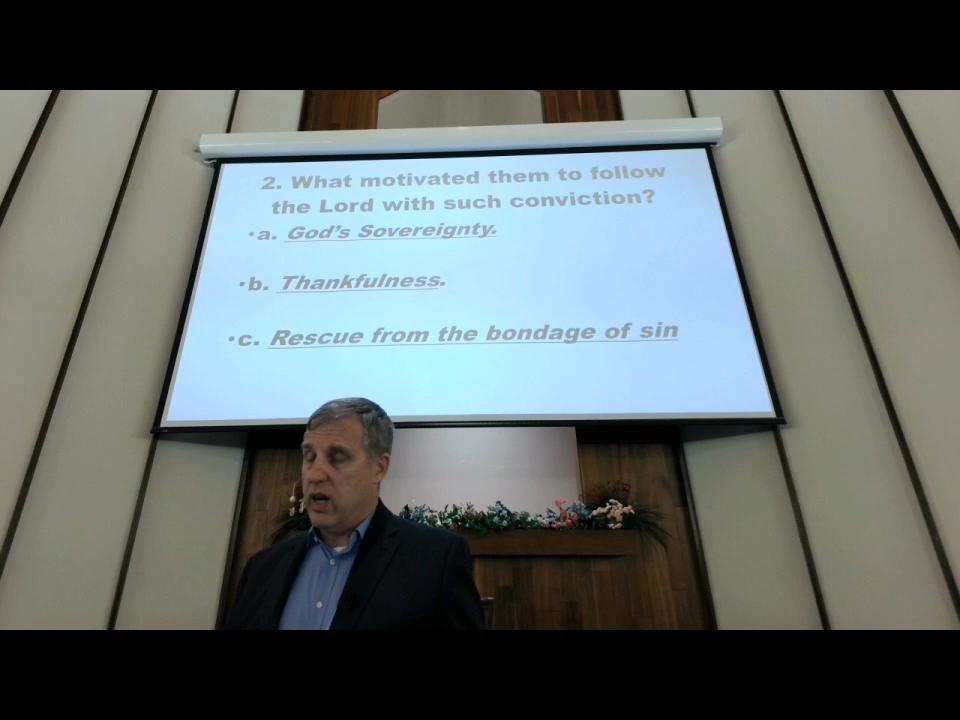 2. What motivated them to follow
the Lord with such conviction?
•a. God's Sovereignty.
•b. Thankfulness.
•c. Rescue from the bondage of sin